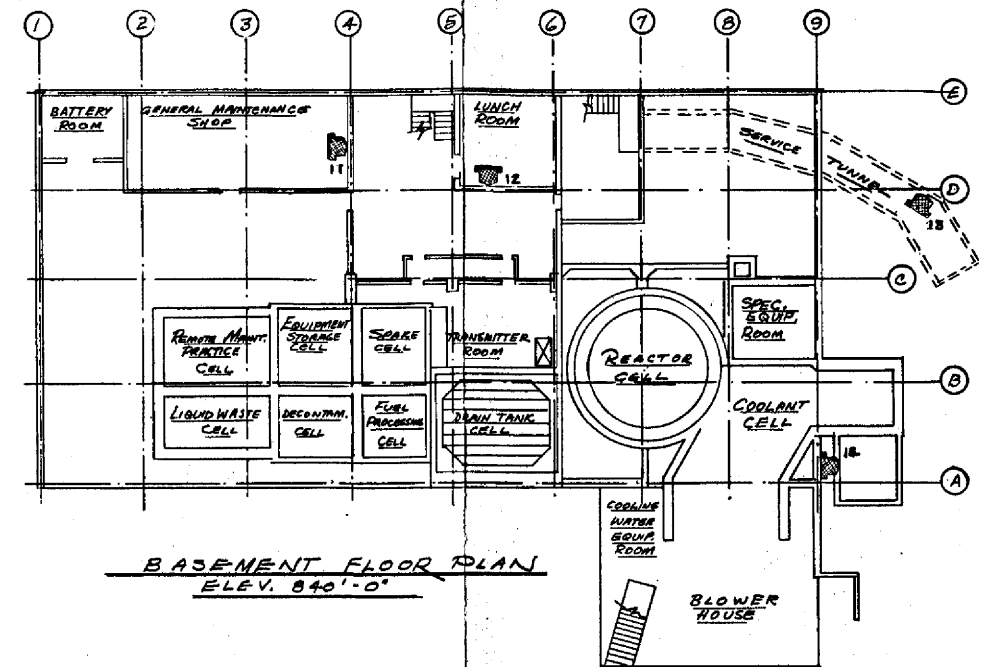 1 2 3 4 5 6 7 8 9
E
BATTERY
ROOM
GENERAL MAINTENANCE
SHOP
11
LUNCH
ROOM
12
SERVICE TUNNEL
13
D
C
REMOTE MAINT.
PRACTICE
CELL
EQUIPMENT
STORAGE
CELL
SPARE
CELL
TRANSMITTER
ROOM
REACTOR
CELL
SPEC.
EQUIP.
ROOM
B
LIQUID WASTE
CELL
DECONTAM.
CELL
FUEL
PROCESSING
CELL
DRAIN TANK
CELL
COOLANT
CELL
A
COOLING
WATER
EQUIP.
ROOM
BLOWER
HOUSE
BASEMENT FLOOR PLAN
ELEV. 840'-0"